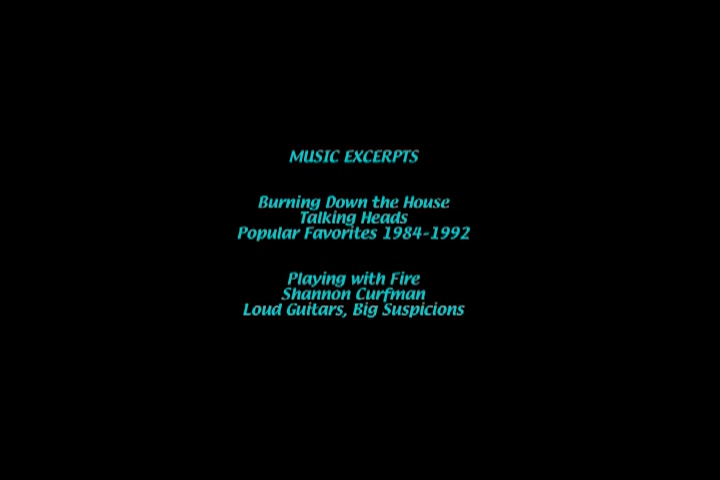 MUSIC EXCERPTS
Burning Down the House
Talking Heads
Popular Favorites 1984-1992
Playing with Fire
Shannon Curfman
Loud Guitars, Big Suspicions